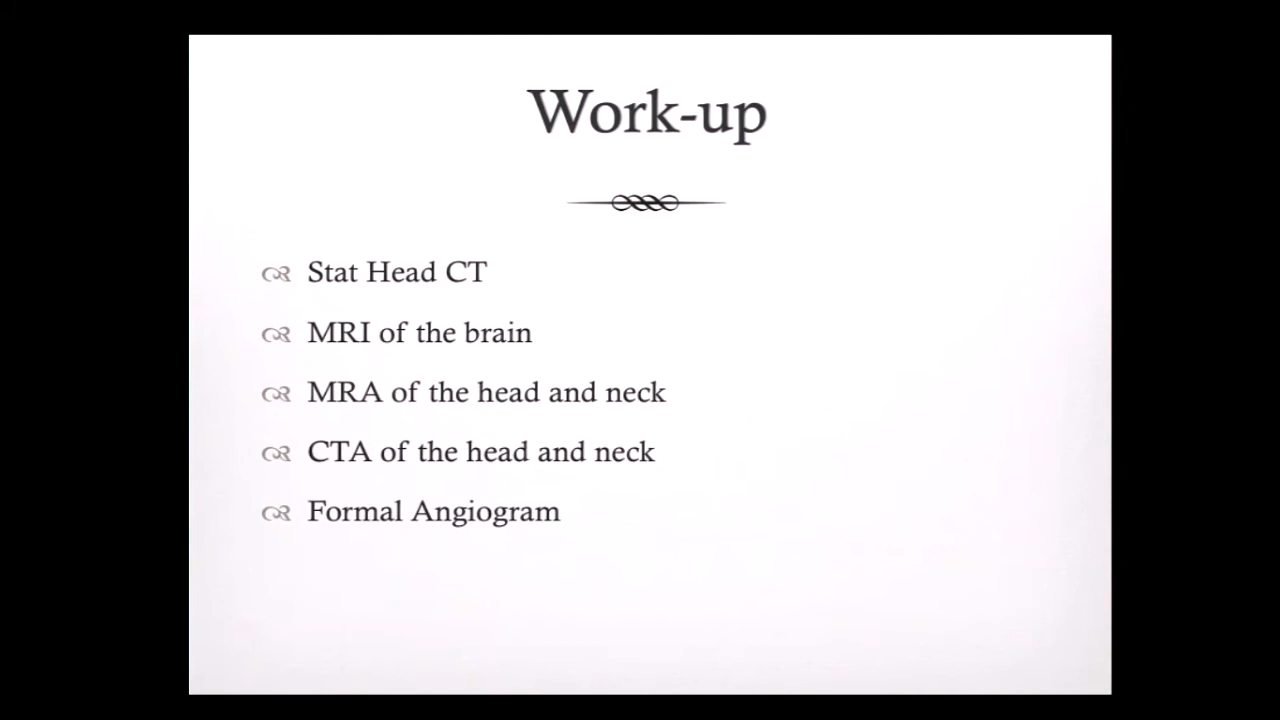 Work-up
Stat Head CT
MRI of the brain
MRA of the head and neck
CTA of the head and neck
Formal Angiogram